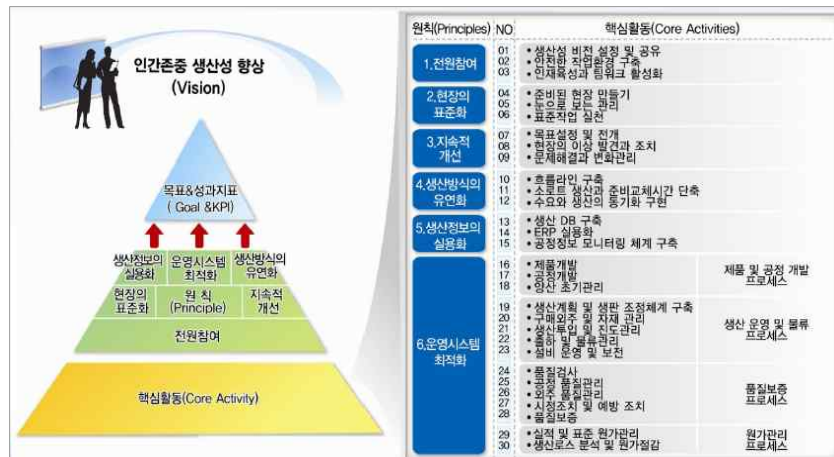 인간존중 생산성 향상
(Vision)
목표&성과지표
( Goal &KPI)
생산정보의
실용화
운영시스템
최적화
생산방식의
유연화
현장의
표준화
원 칙
(Principle)
지속적
개선
전원참여
핵심활동(Core Activity)
원칙(Principles) NO 핵심활동(Core Activities)
1.전원참여
01 •생산성 비전 설정 및 공유
02 •안전한 작업환경 구축
03 •인재육성과 팀워크 활성화
2.현장의
표준화
04 •준비된 현장 만들기
05 •눈으로 보는 관리
06 •표준작업 실천
3.지속적
개선
07 •목표설정 및 전개
08 •현장의 이상 발견과 조치
09 •문제해결과 변화관리
4.생산방식의
유연화
10 •흐름라인 구축
11 •소로트 생산과 준비교체시간 단축
12 •수요와 생산의 동기화 구현
5.생산정보의
실용화
13 •생산 DB 구축
14 •ERP 실용화
15 •공정정보 모니터링 체계 구축
6.운영시스템
최적화
16 •제품개발
17 •공정개발
18 •양산 초기관리
제품 및 공정 개발
프로세스
19 •생산계획 및 생판 조정체계 구축
20 •구매외주 및 자재 관리
21 •생산투입 및 진도관리
22 •출하 및 물류관리
23 •설비 운영 및 보전
생산 운영 및 물류
프로세스
24 •품질검사
25 •공정 품질관리
26 •외주 품질관리
27 •시정조치 및 예방 조치
28 •품질보증
품질보증
프로세스
29 •실적 및 표준 원가관리
30 •생산로스 분석 및 원가절감
원가관리
프로세스